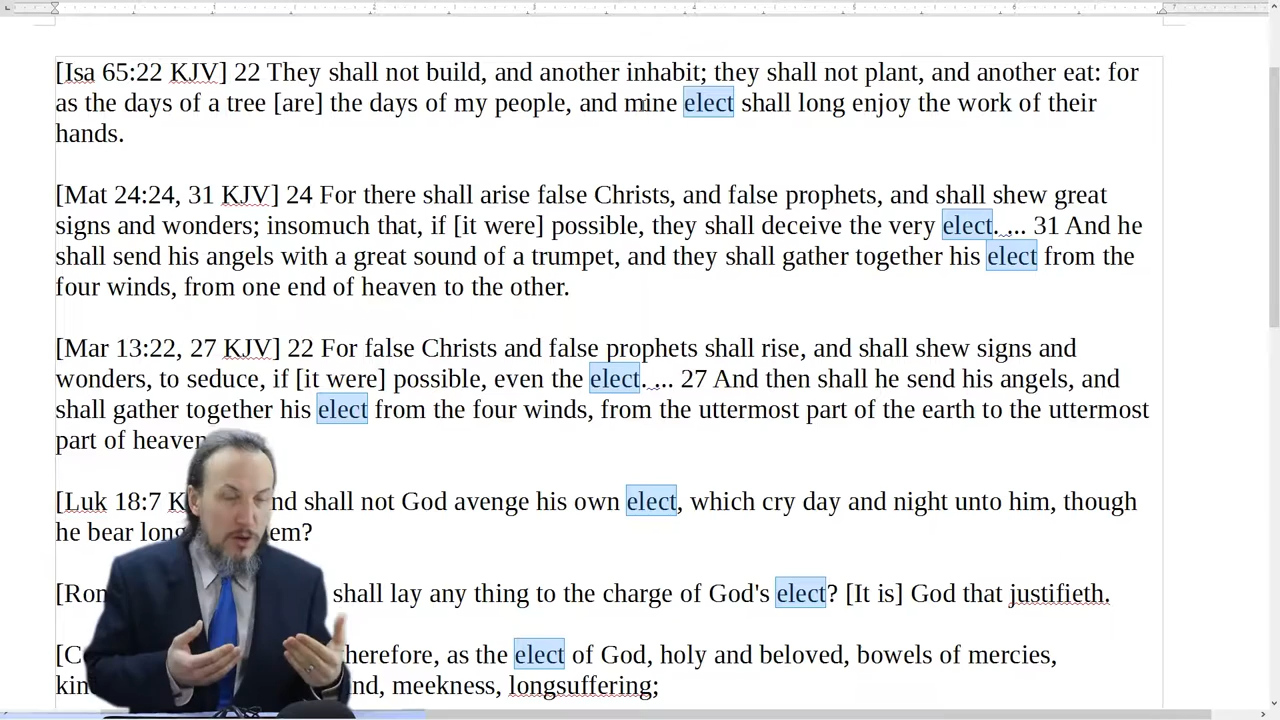 [Isa 65:22 KJV] 22 They shall not build, and another inhabit; they shall not plant, and another eat: for
as the days of a tree [are] the days of my people, and mine elect shall long enjoy the work of their
hands.
[Mat 24:24, 31 KJV] 24 For there shall arise false Christs, and false prophets, and shall shew great
signs and wonders; insomuch that, if [it were] possible, they shall deceive the very elect. ... 31 And he
shall send his angels with a great sound of a trumpet, and they shall gather together his elect from the
four winds, from one end of heaven to the other.
[Mar 13:22, 27 KJV] 22 For false Christs and false prophets shall rise, and shall shew signs and
wonders, to seduce, if [it were] possible, even the elect. ... 27 And then shall he send his angels, and
shall gather together his elect from the four winds, from the uttermost part of the earth to the uttermost
part of heaven
[Luk 18:7 shall not God avenge his own elect, which cry day and night unto him, though
he bear long
shall lay any thing to the charge of God's elect? [It is] God that justifieth.
as the elect of God, holy and beloved, bowels of mercies,
meekness, longsuffering;